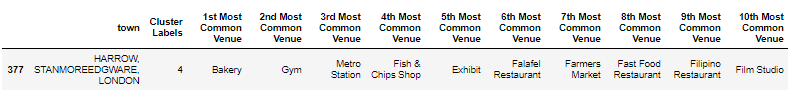 town Cluster Labels 1st Most Common Venue 2nd Most Common Venue 3rd Most Common Venue 4th Most Common Venue 5th Most Common Venue 6th Most Common Venue 7th Most Common Venue 8th Most Common Venue 9th Most Common Venue 10th Most Common Venue
377 HARROW, STANMOREEDGWARE, LONDON 4 Bakery Gym Metro Station Fish & Chips Shop Exhibit Falafel Restaurant Farmers Market Fast Food Restaurant Filipino Restaurant Film Studio